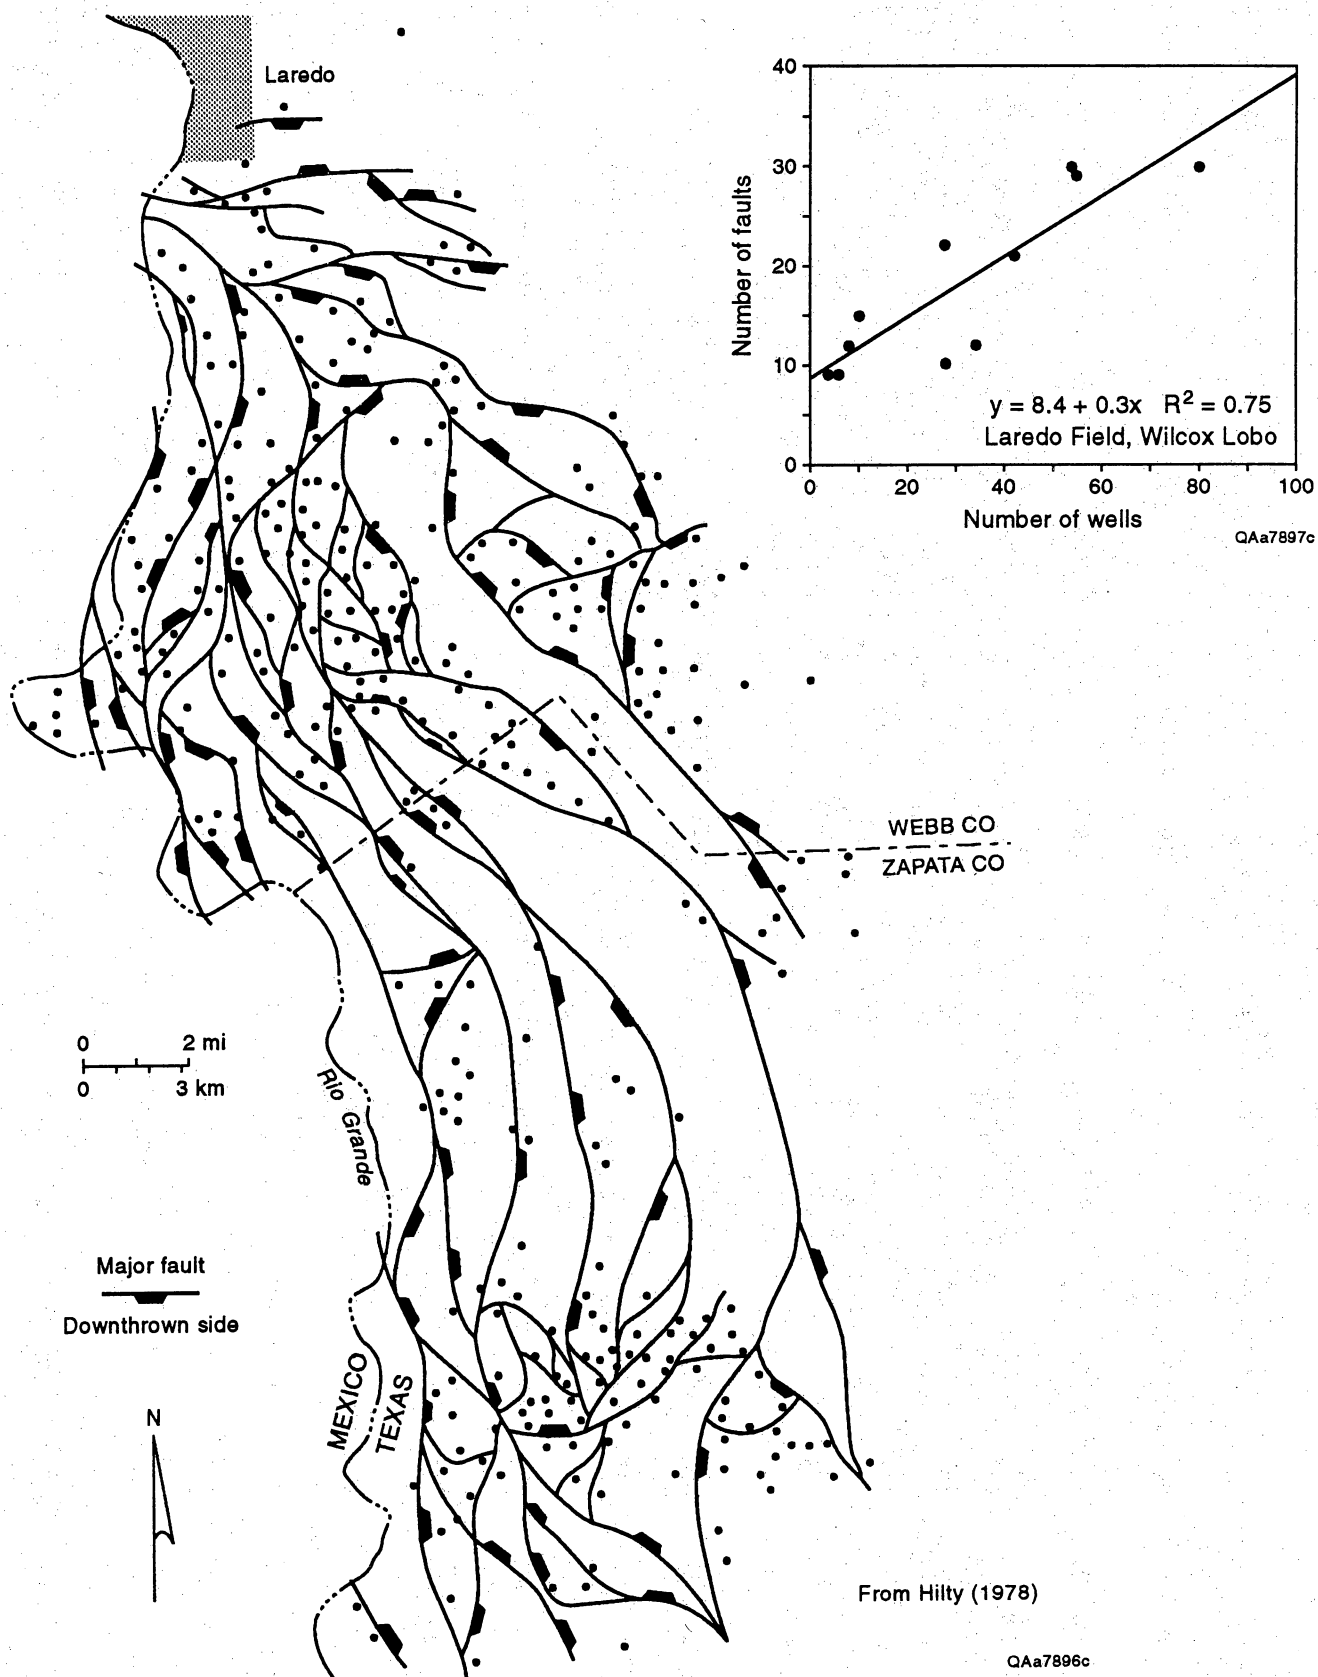 Laredo
40
30
20
10
0
Number of faults
y = 8.4 + 0.3x R² = 0.75
Laredo Field, Wilcox Lobo
0 20 40 60 80 100
Number of wells
QAa7897c
WEBB CO
ZAPATA CO
0 2 mi
0 3 km
Rio Grande
Major fault
Downthrown side
MEXICO
TEXAS
N
From Hilty (1978)
QAa7896c